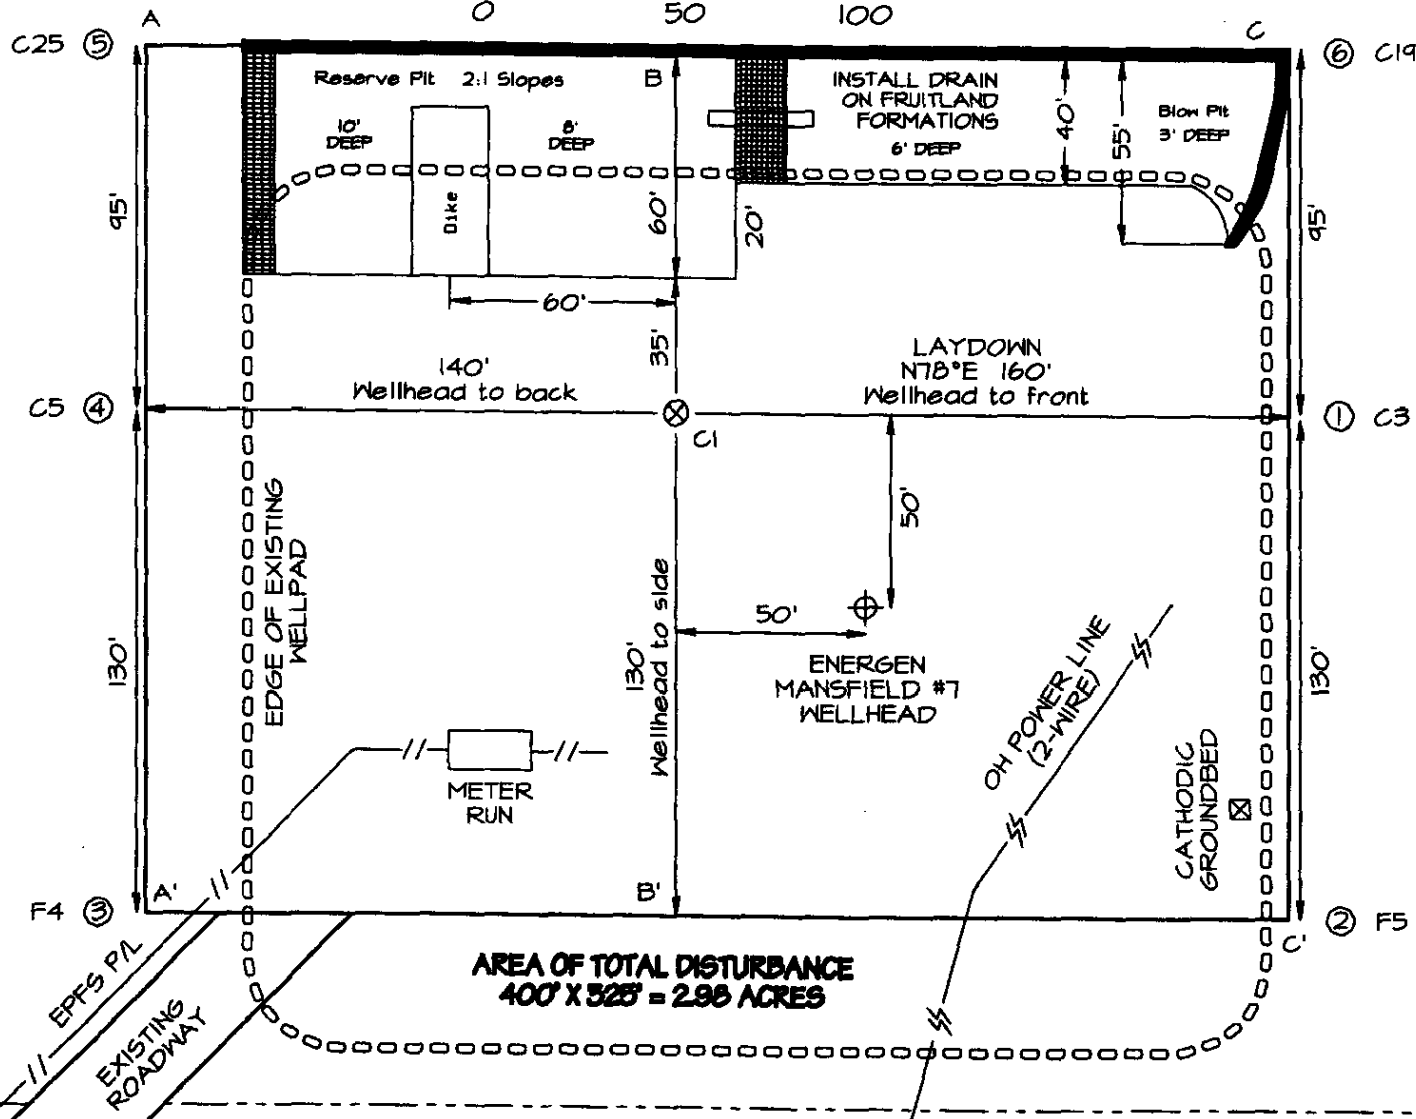 0 50 100
A
C
C25 ⑤
⑥ C19
Reserve Pit 2:1 Slopes
B
INSTALL DRAIN
ON FRUITLAND
FORMATIONS
6' DEEP
40'
55'
Blow Pit
3' DEEP
10'
DEEP
8'
DEEP
Dike
95'
60'
20'
95'
60'
35'
140'
Wellhead to back
LAYDOWN
N78°E 160'
Wellhead to front
C5 ④
① C3
C1
50'
EDGE OF EXISTING
WELLPAD
50'
130'
130'
Wellhead to side
ENERGEN
MANSFIELD #7
WELLHEAD
OH POWER LINE
(2-WIRE)
130'
METER
RUN
CATHODIC
GROUNDBED
A'
B'
F4 ③
② F5
C'
EPFS P/L
EXISTING
ROADWAY
AREA OF TOTAL DISTURBANCE
400' X 325' = 2.98 ACRES